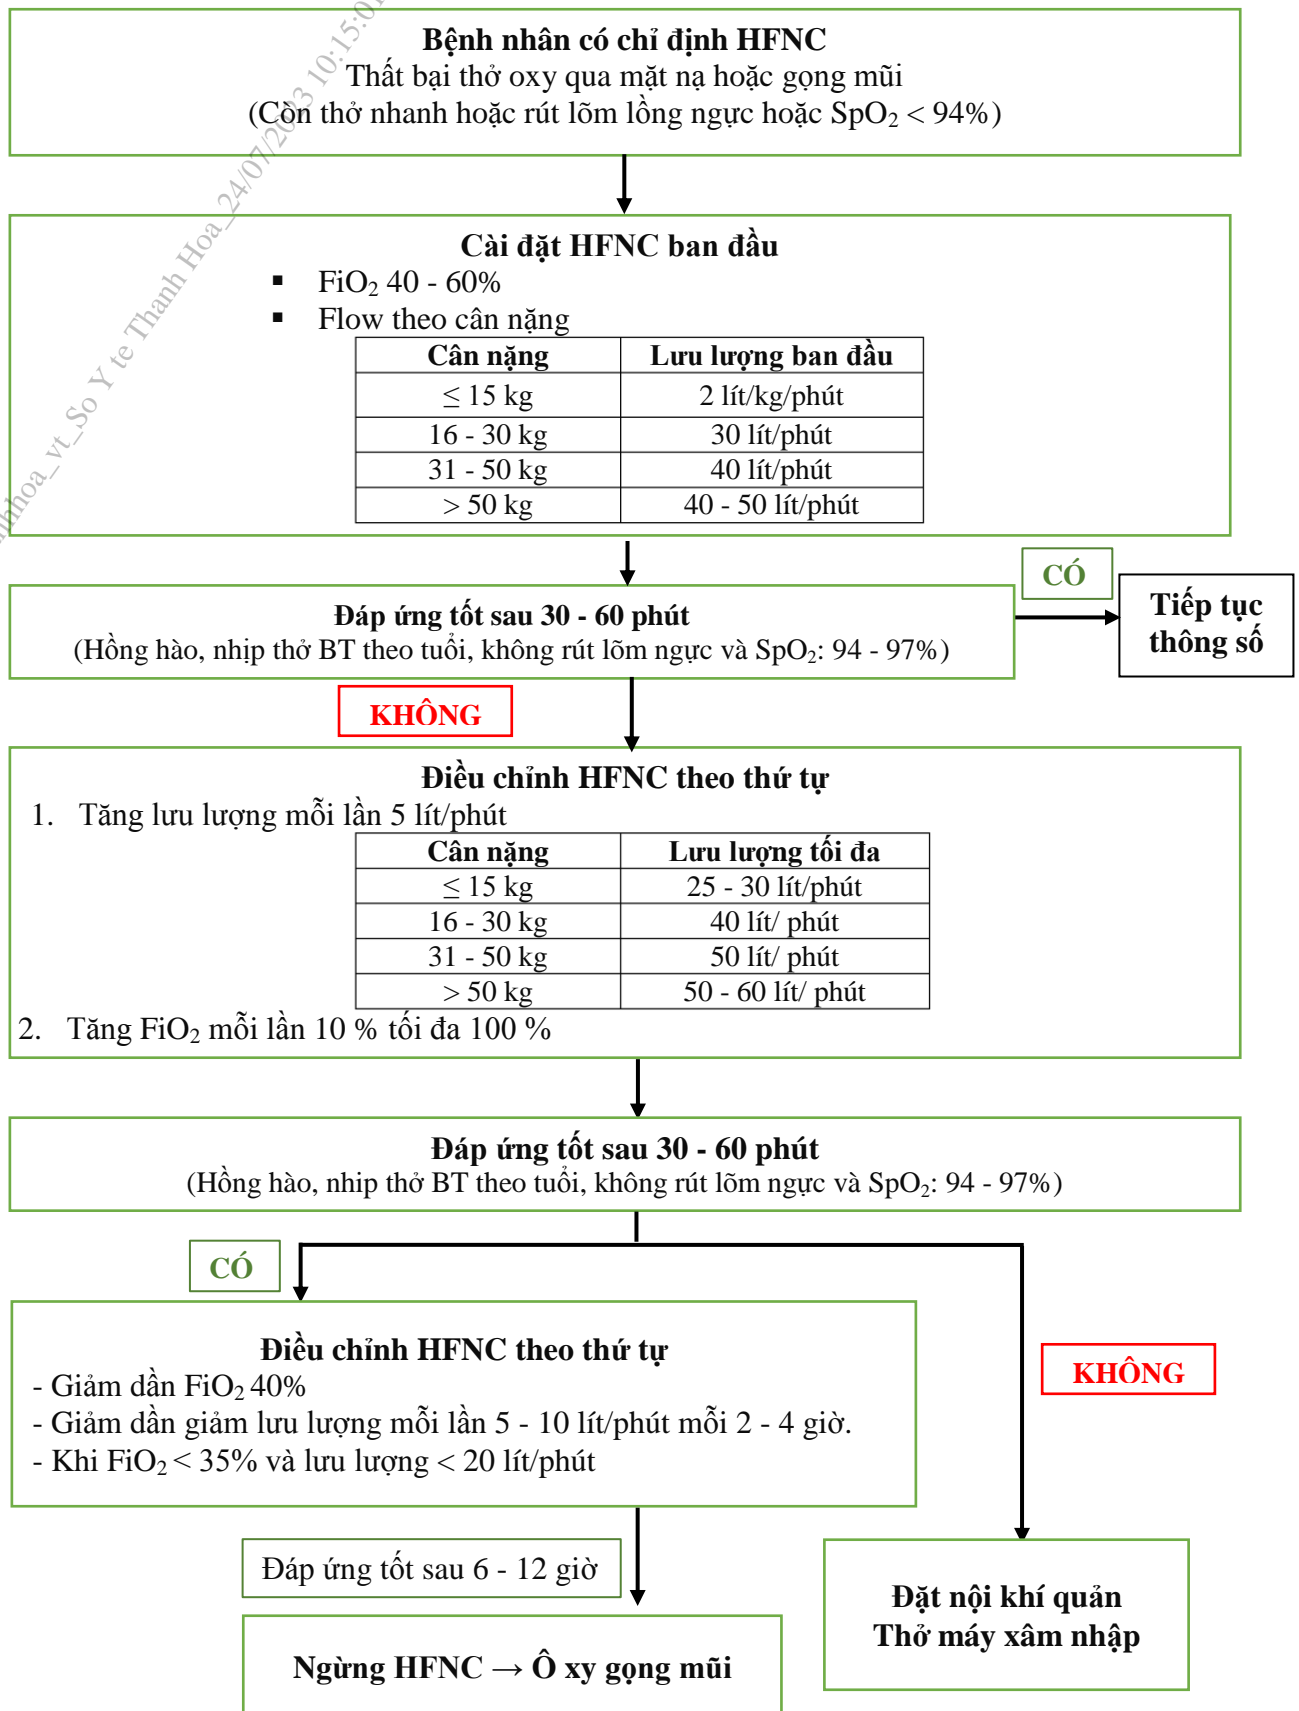 Bệnh nhân có chỉ định HFNC
Thất bại thở oxy qua mặt nạ hoặc gọng mũi
(Còn thở nhanh hoặc rút lõm lồng ngực hoặc SpO₂ < 94%)
Cài đặt HFNC ban đầu
▪ FiO₂ 40 - 60%
▪ Flow theo cân nặng
Cân nặng Lưu lượng ban đầu
≤ 15 kg 2 lít/kg/phút
16 - 30 kg 30 lít/phút
31 - 50 kg 40 lít/phút
> 50 kg 40 - 50 lít/phút
Đáp ứng tốt sau 30 - 60 phút
(Hồng hào, nhịp thở BT theo tuổi, không rút lõm ngực và SpO₂: 94 - 97%)
CÓ
Tiếp tục
thông số
KHÔNG
Điều chỉnh HFNC theo thứ tự
1. Tăng lưu lượng mỗi lần 5 lít/phút
Cân nặng Lưu lượng tối đa
≤ 15 kg 25 - 30 lít/phút
16 - 30 kg 40 lít/ phút
31 - 50 kg 50 lít/ phút
> 50 kg 50 - 60 lít/ phút
2. Tăng FiO₂ mỗi lần 10 % tối đa 100 %
Đáp ứng tốt sau 30 - 60 phút
(Hồng hào, nhip thở BT theo tuổi, không rút lõm ngực và SpO₂: 94 - 97%)
CÓ
Điều chỉnh HFNC theo thứ tự
- Giảm dần FiO₂ 40%
- Giảm dần giảm lưu lượng mỗi lần 5 - 10 lít/phút mỗi 2 - 4 giờ.
- Khi FiO₂ < 35% và lưu lượng < 20 lít/phút
KHÔNG
Đáp ứng tốt sau 6 - 12 giờ
Đặt nội khí quản
Thở máy xâm nhập
Ngừng HFNC → Ô xy gọng mũi
_vt_So Y te Thanh Hoa_24/07/2023 10:15:01